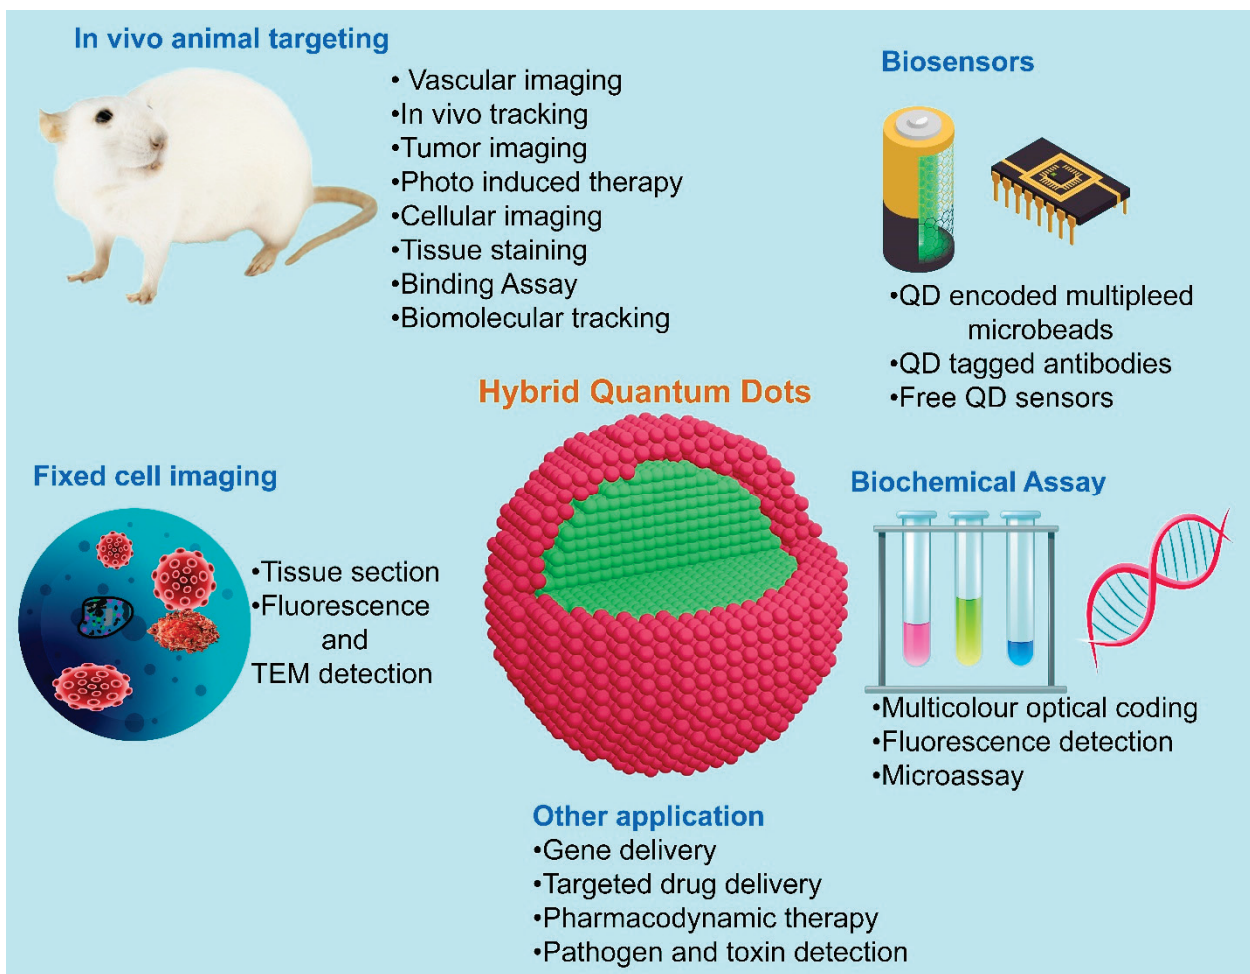 In vivo animal targeting
• Vascular imaging
•In vivo tracking
•Tumor imaging
•Photo induced therapy
•Cellular imaging
•Tissue staining
•Binding Assay
•Biomolecular tracking
Biosensors
•QD encoded multipleed
microbeads
•QD tagged antibodies
•Free QD sensors
Hybrid Quantum Dots
Fixed cell imaging
•Tissue section
•Fluorescence
and
TEM detection
Biochemical Assay
•Multicolour optical coding
•Fluorescence detection
•Microassay
Other application
•Gene delivery
•Targeted drug delivery
•Pharmacodynamic therapy
•Pathogen and toxin detection